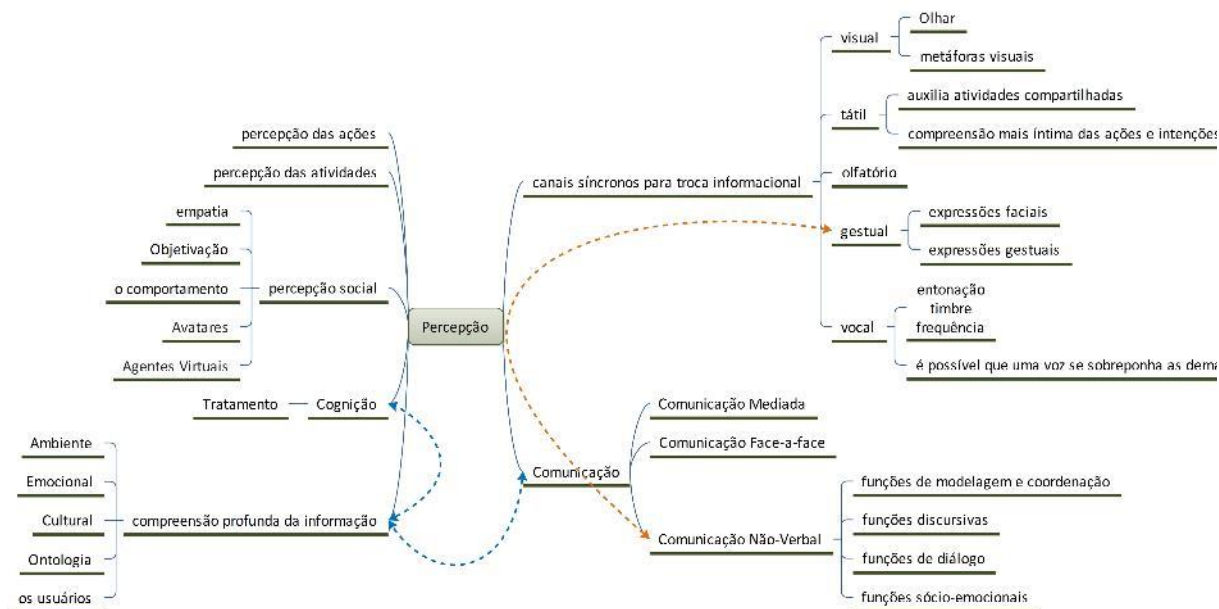 Percepção
percepção das ações
percepção das atividades
percepção social
empatia
Objetivação
o comportamento
Avatares
Agentes Virtuais
Cognição
Tratamento
compreensão profunda da informação
Ambiente
Emocional
Cultural
Ontologia
os usuários
canais síncronos para troca informacional
visual
Olhar
metáforas visuais
tátil
auxilia atividades compartilhadas
compreensão mais íntima das ações e intenções
olfatório
gestual
expressões faciais
expressões gestuais
vocal
entonação
timbre
frequência
é possível que uma voz se sobreponha as dema
Comunicação
Comunicação Mediada
Comunicação Face-a-face
Comunicação Não-Verbal
funções de modelagem e coordenação
funções discursivas
funções de diálogo
funções sócio-emocionais